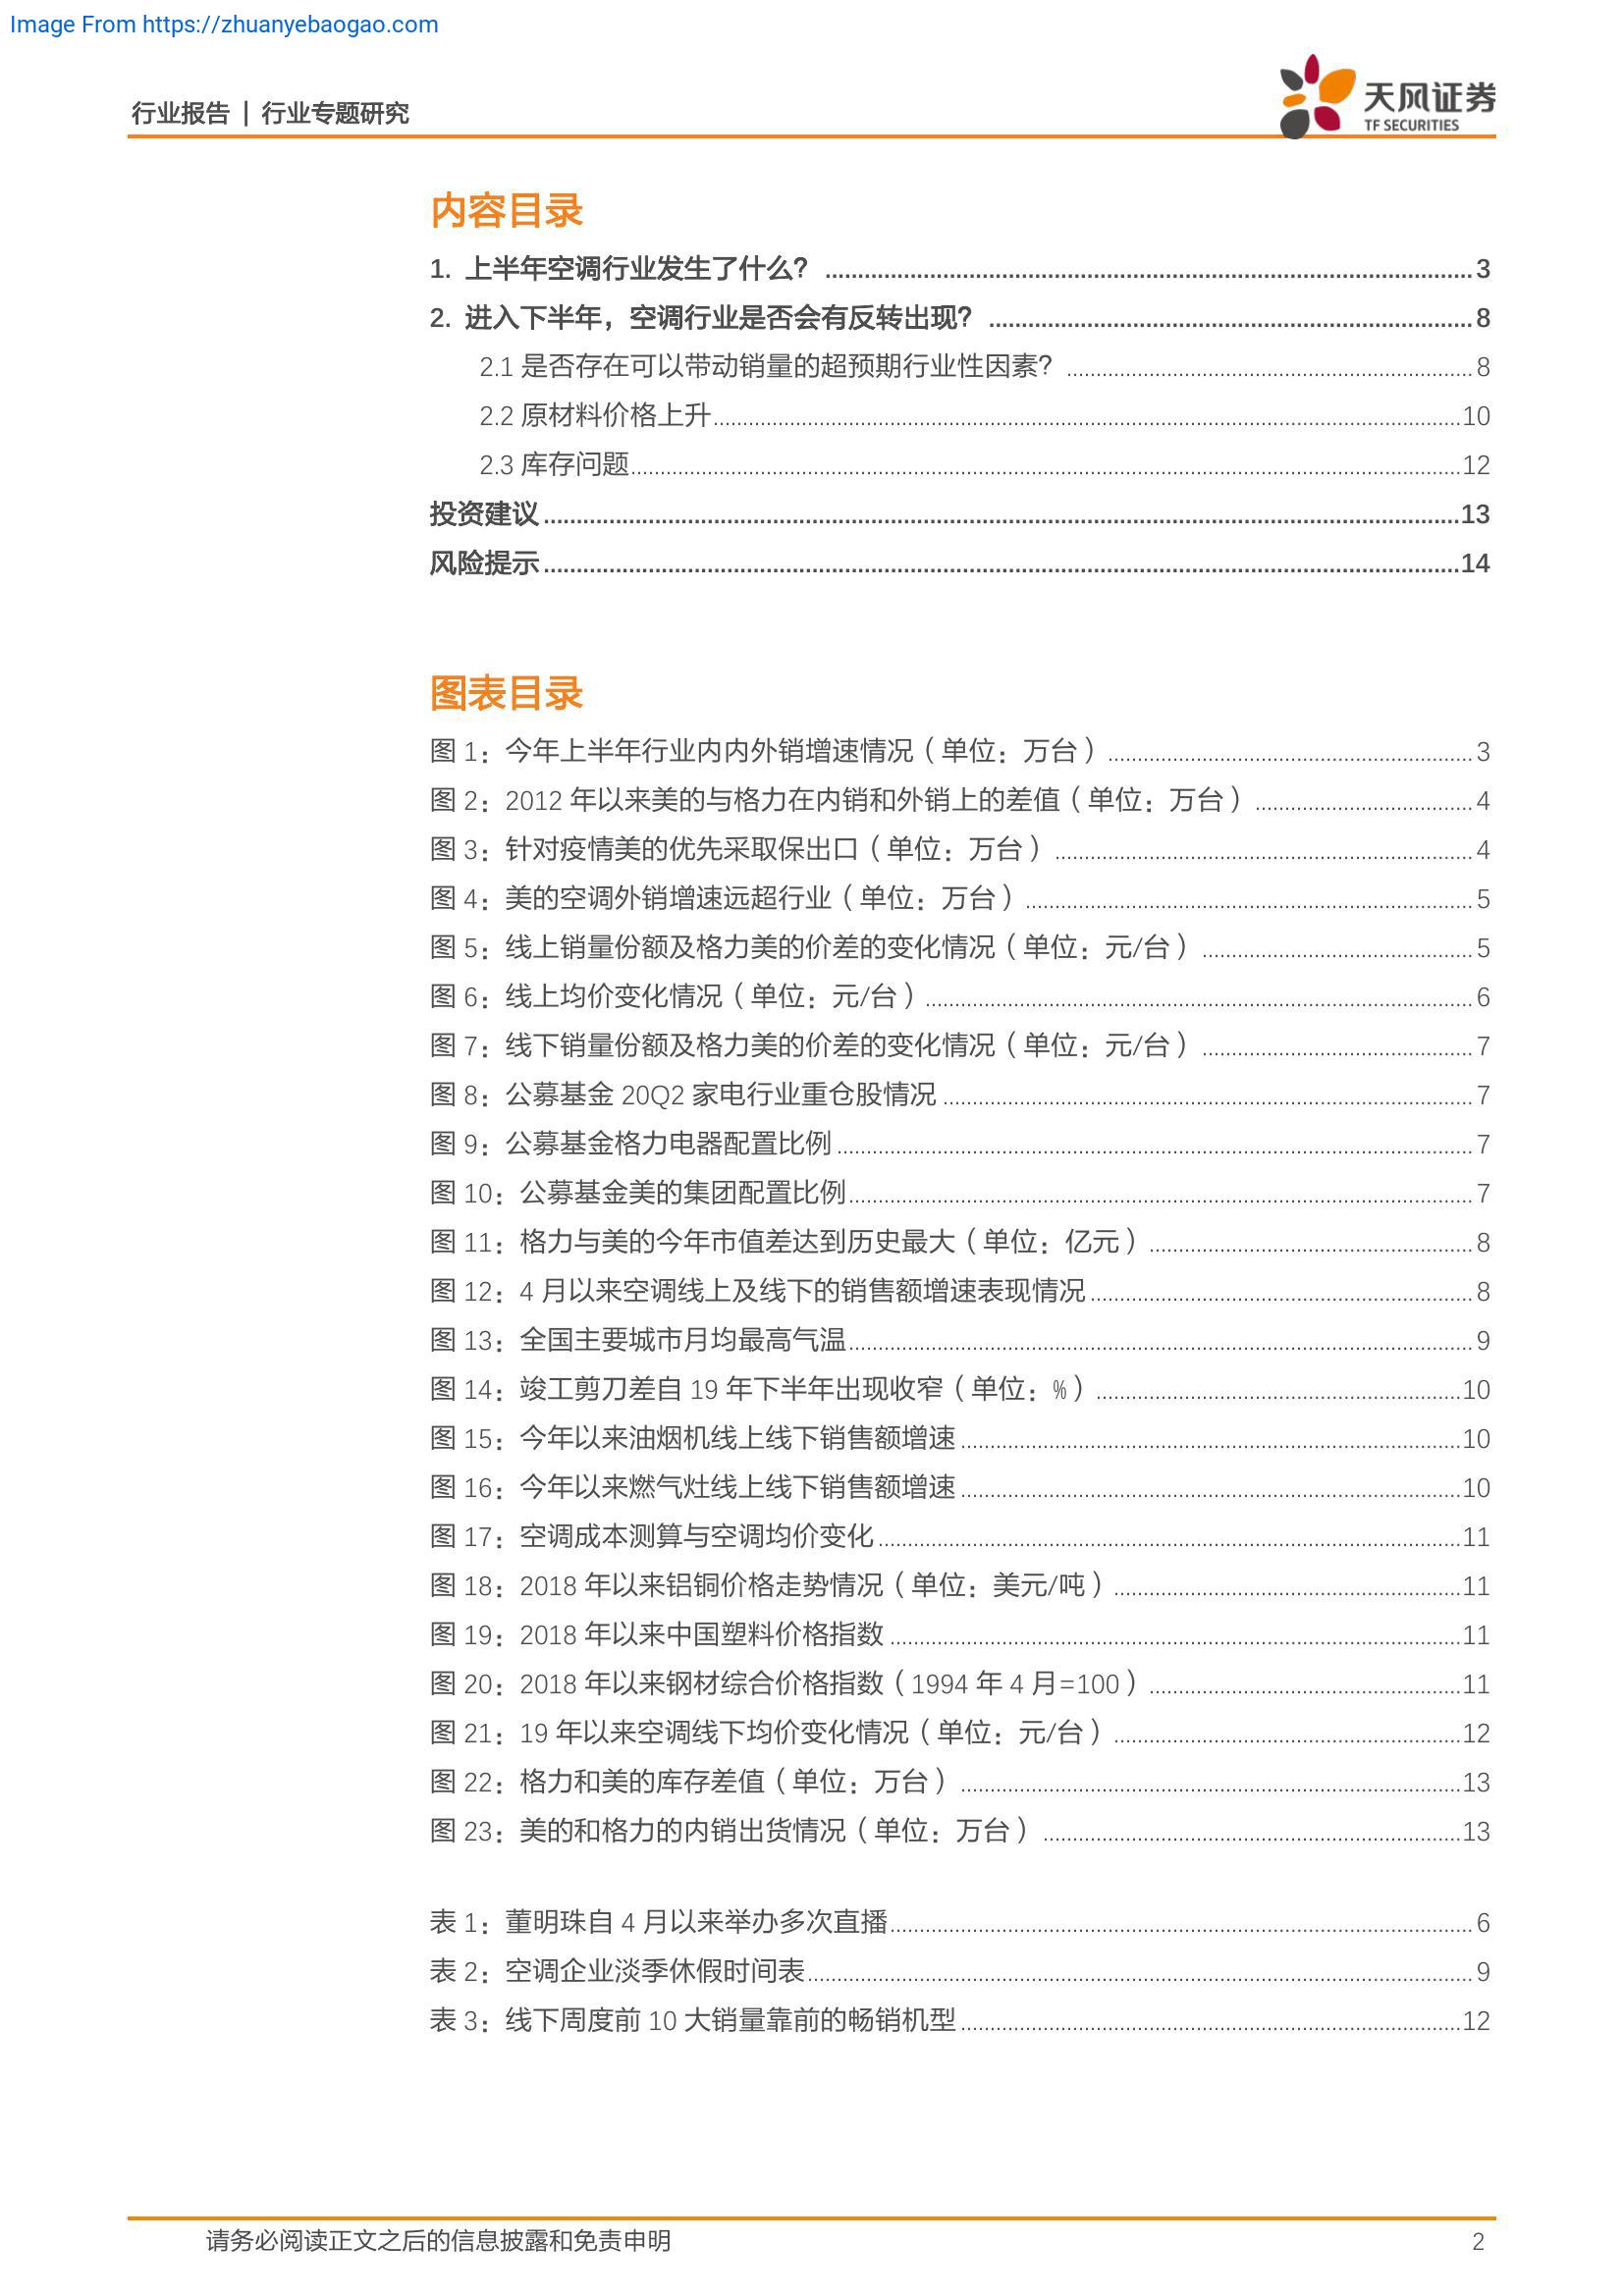 Image From https://zhuanyebaogao.com
行业报告 | 行业专题研究
天风证券
TF SECURITIES
内容目录
1. 上半年空调行业发生了什么？ 3
2. 进入下半年，空调行业是否会有反转出现？ 8
2.1 是否存在可以带动销量的超预期行业性因素？ 8
2.2 原材料价格上升 10
2.3 库存问题 12
投资建议 13
风险提示 14
图表目录
图 1：今年上半年行业内内外销增速情况（单位：万台） 3
图 2：2012 年以来美的与格力在内销和外销上的差值（单位：万台） 4
图 3：针对疫情美的优先采取保出口（单位：万台） 4
图 4：美的空调外销增速远超行业（单位：万台） 5
图 5：线上销量份额及格力美的价差的变化情况（单位：元/台） 5
图 6：线上均价变化情况（单位：元/台） 6
图 7：线下销量份额及格力美的价差的变化情况（单位：元/台） 7
图 8：公募基金 20Q2 家电行业重仓股情况 7
图 9：公募基金格力电器配置比例 7
图 10：公募基金美的集团配置比例 7
图 11：格力与美的今年市值差达到历史最大（单位：亿元） 8
图 12：4 月以来空调线上及线下的销售额增速表现情况 8
图 13：全国主要城市月均最高气温 9
图 14：竣工剪刀差自 19 年下半年出现收窄（单位：%） 10
图 15：今年以来油烟机线上线下销售额增速 10
图 16：今年以来燃气灶线上线下销售额增速 10
图 17：空调成本测算与空调均价变化 11
图 18：2018 年以来铝铜价格走势情况（单位：美元/吨） 11
图 19：2018 年以来中国塑料价格指数 11
图 20：2018 年以来钢材综合价格指数（1994 年 4 月=100） 11
图 21：19 年以来空调线下均价变化情况（单位：元/台） 12
图 22：格力和美的库存差值（单位：万台） 13
图 23：美的和格力的内销出货情况（单位：万台） 13
表 1：董明珠自 4 月以来举办多次直播 6
表 2：空调企业淡季休假时间表 9
表 3：线下周度前 10 大销量靠前的畅销机型 12
请务必阅读正文之后的信息披露和免责申明 2